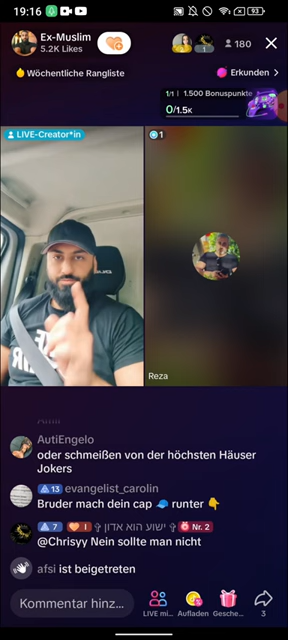 19:16
93
Ex-Muslim
5.2K Likes
180
Wöchentliche Rangliste
Erkunden
1/1 | 1.500 Bonuspunkte
0/1.5K
LIVE-Creator*in
1
Reza
AutiEngelo
oder schmeißen von der höchsten Häuser
Jokers
13 evangelist_carolin
Bruder mach dein cap 🧢 runter 👇
7 I ✞ ישוע הוא אדון ✞ Nr. 2
@Chrisyy Nein sollte man nicht
afsi ist beigetreten
Kommentar hinz...
LIVE mi...
Aufladen
Gesche...
3